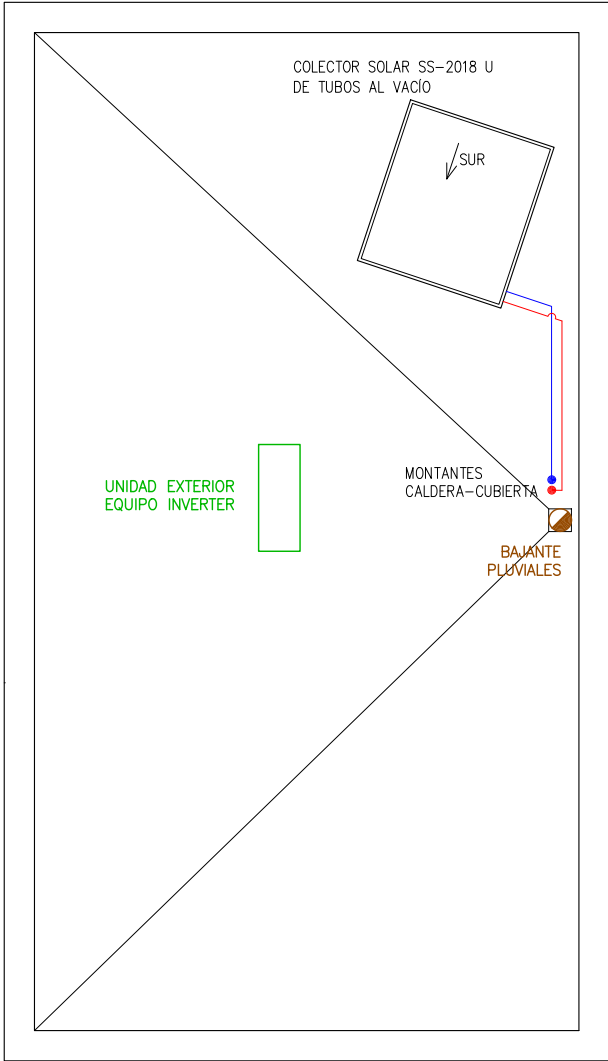 COLECTOR SOLAR SS-2018 U
DE TUBOS AL VACÍO
SUR
MONTANTES
CALDERA-CUBIERTA
UNIDAD EXTERIOR
EQUIPO INVERTER
BAJANTE
PLUVIALES